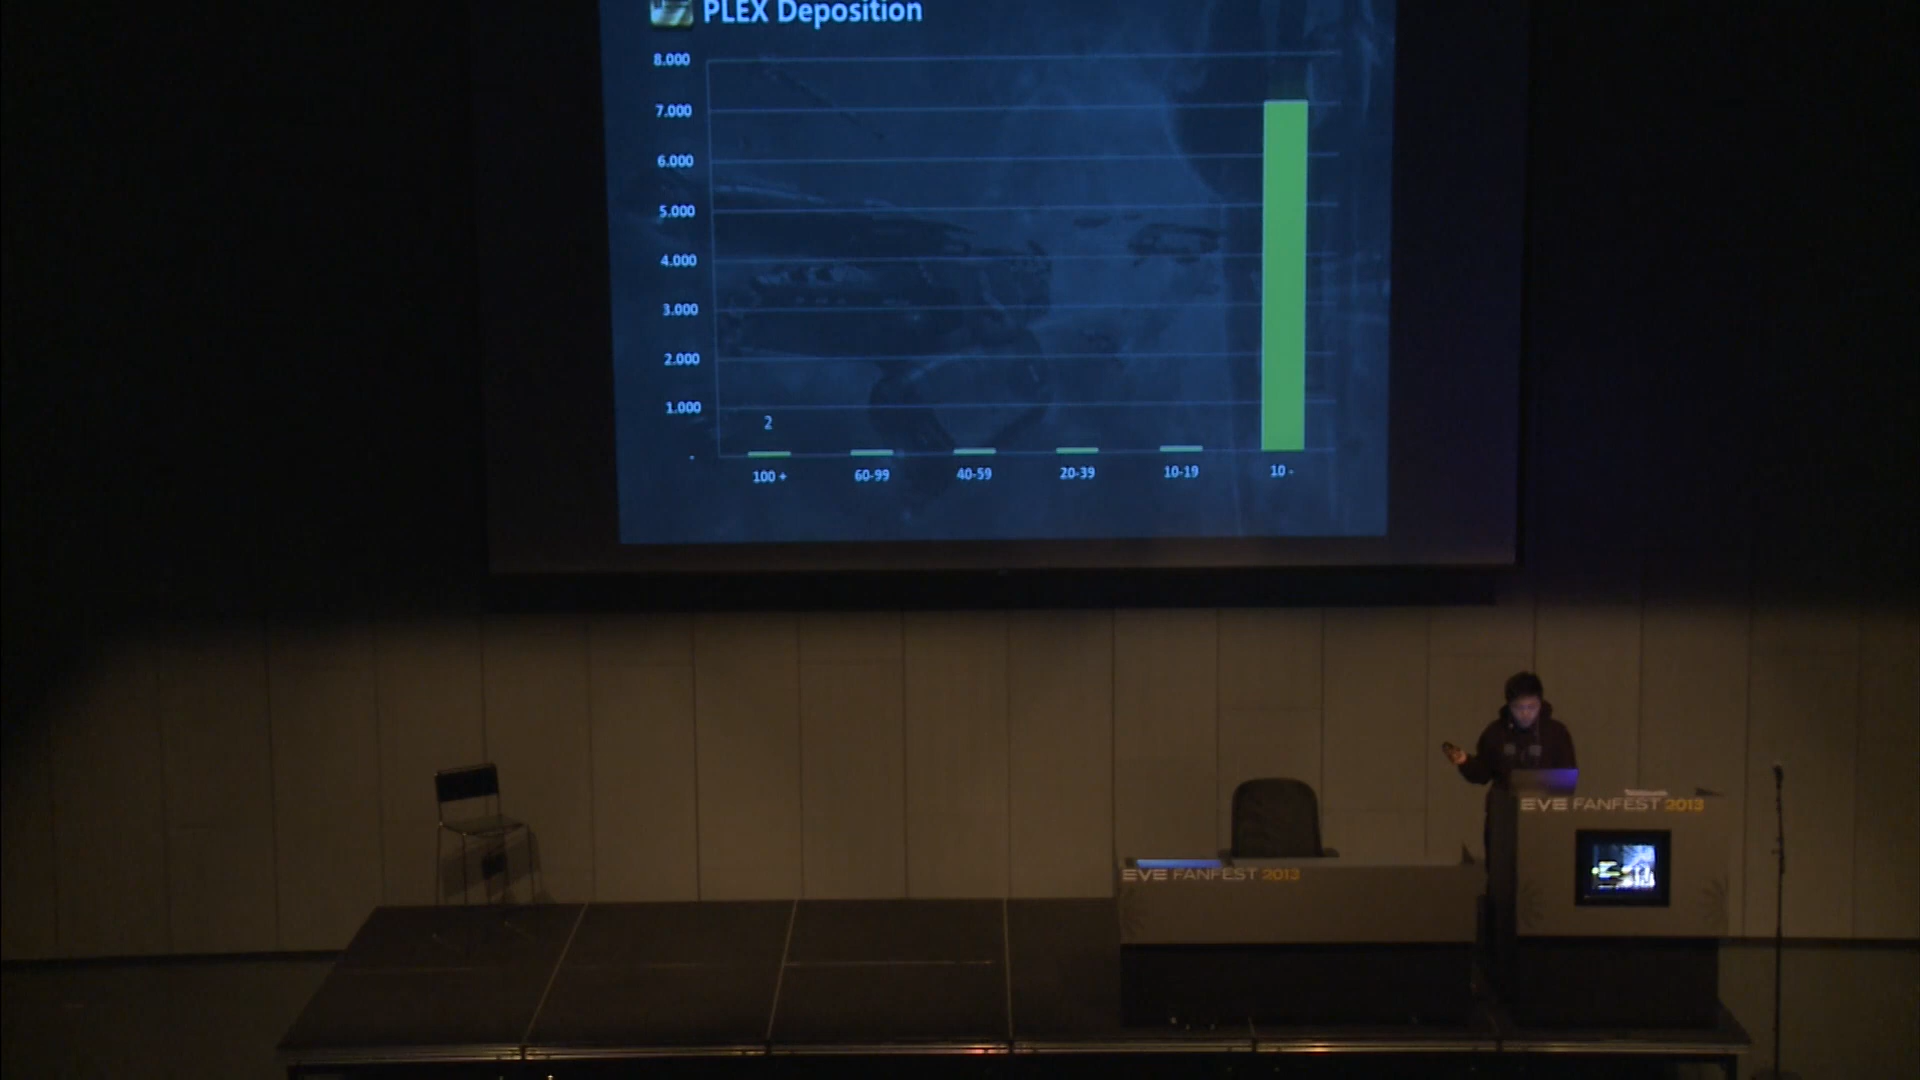 PLEX Deposition
8.000
7.000
6.000
5.000
4.000
3.000
2.000
1.000
2
-
100 + 60-99 40-59 20-39 10-19 10 -
EVE FANFEST 2013
EVE FANFEST 2013